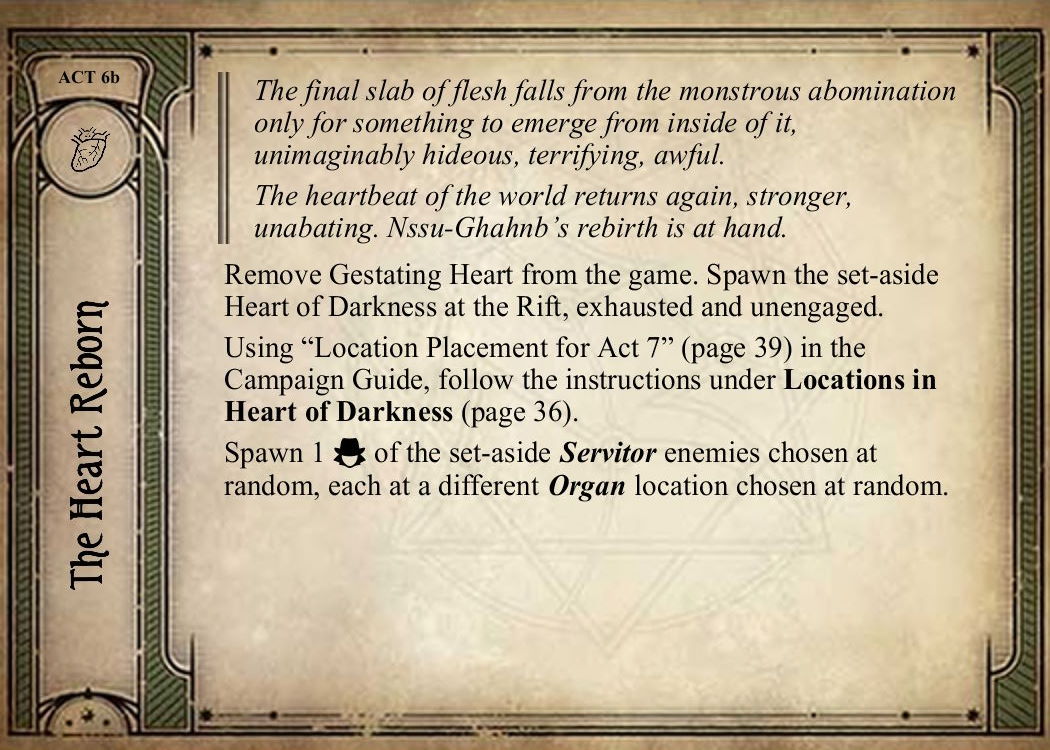 ACT 6b
The Heart Reborn
The final slab of flesh falls from the monstrous abomination
only for something to emerge from inside of it,
unimaginably hideous, terrifying, awful.
The heartbeat of the world returns again, stronger,
unabating. Nssu-Ghahnb’s rebirth is at hand.
Remove Gestating Heart from the game. Spawn the set-aside
Heart of Darkness at the Rift, exhausted and unengaged.
Using “Location Placement for Act 7” (page 39) in the
Campaign Guide, follow the instructions under Locations in
Heart of Darkness (page 36).
Spawn 1 of the set-aside Servitor enemies chosen at
random, each at a different Organ location chosen at random.